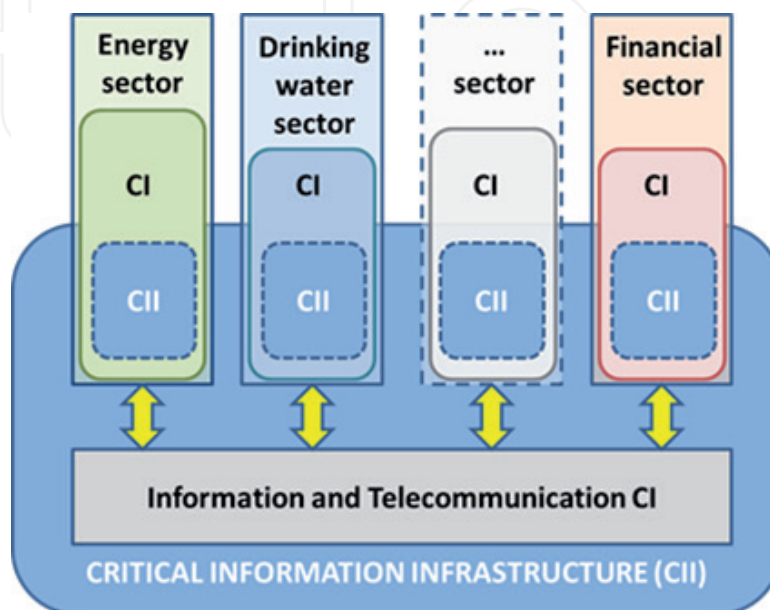 Energy
sector
Drinking
water
sector
...
sector
Financial
sector
CI
CI
CI
CI
CII
CII
CII
CII
Information and Telecommunication CI
CRITICAL INFORMATION INFRASTRUCTURE (CII)